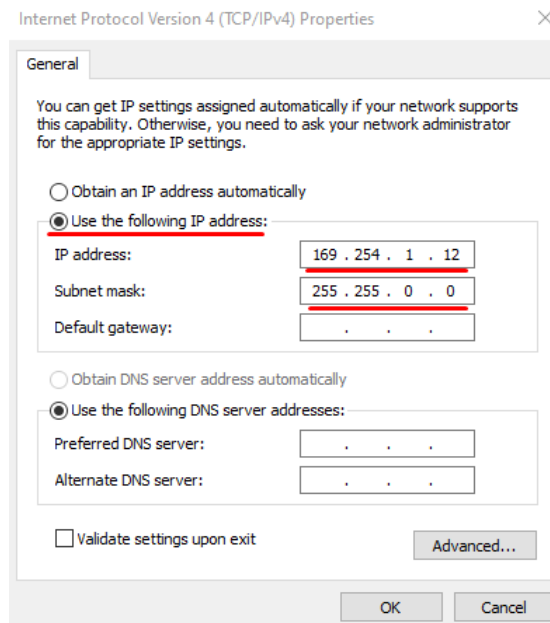 Internet Protocol Version 4 (TCP/IPv4) Properties
General
You can get IP settings assigned automatically if your network supports
this capability. Otherwise, you need to ask your network administrator
for the appropriate IP settings.
Obtain an IP address automatically
Use the following IP address:
IP address: 169 . 254 . 1 . 12
Subnet mask: 255 . 255 . 0 . 0
Default gateway: . . .
Obtain DNS server address automatically
Use the following DNS server addresses:
Preferred DNS server: . . .
Alternate DNS server: . . .
Validate settings upon exit
Advanced...
OK Cancel